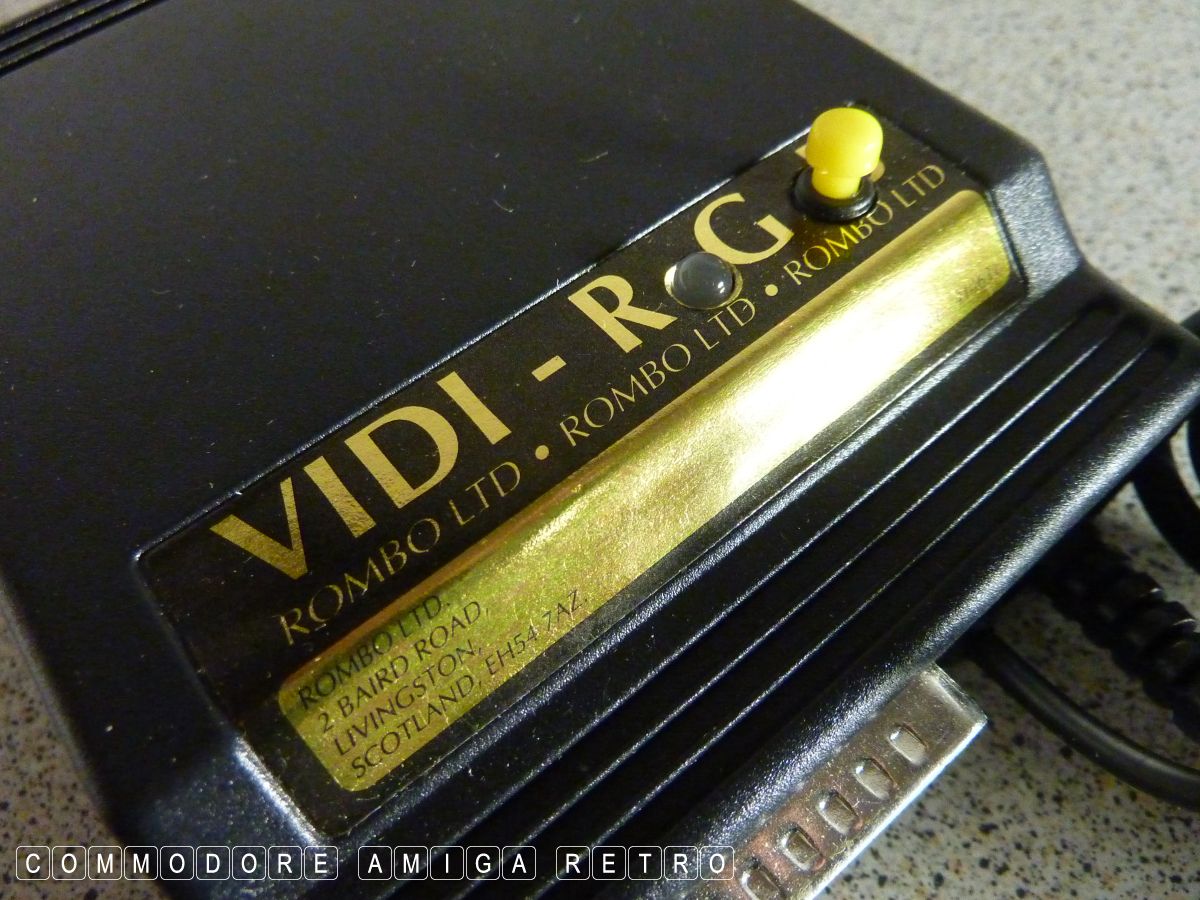 VIDI - R G
ROMBO LTD • ROMBO LTD • ROMBO LTD
ROMBO LTD.
2 BAIRD ROAD,
LIVINGSTON,
SCOTLAND, EH54 7AZ.
COMMODORE AMIGA RETRO